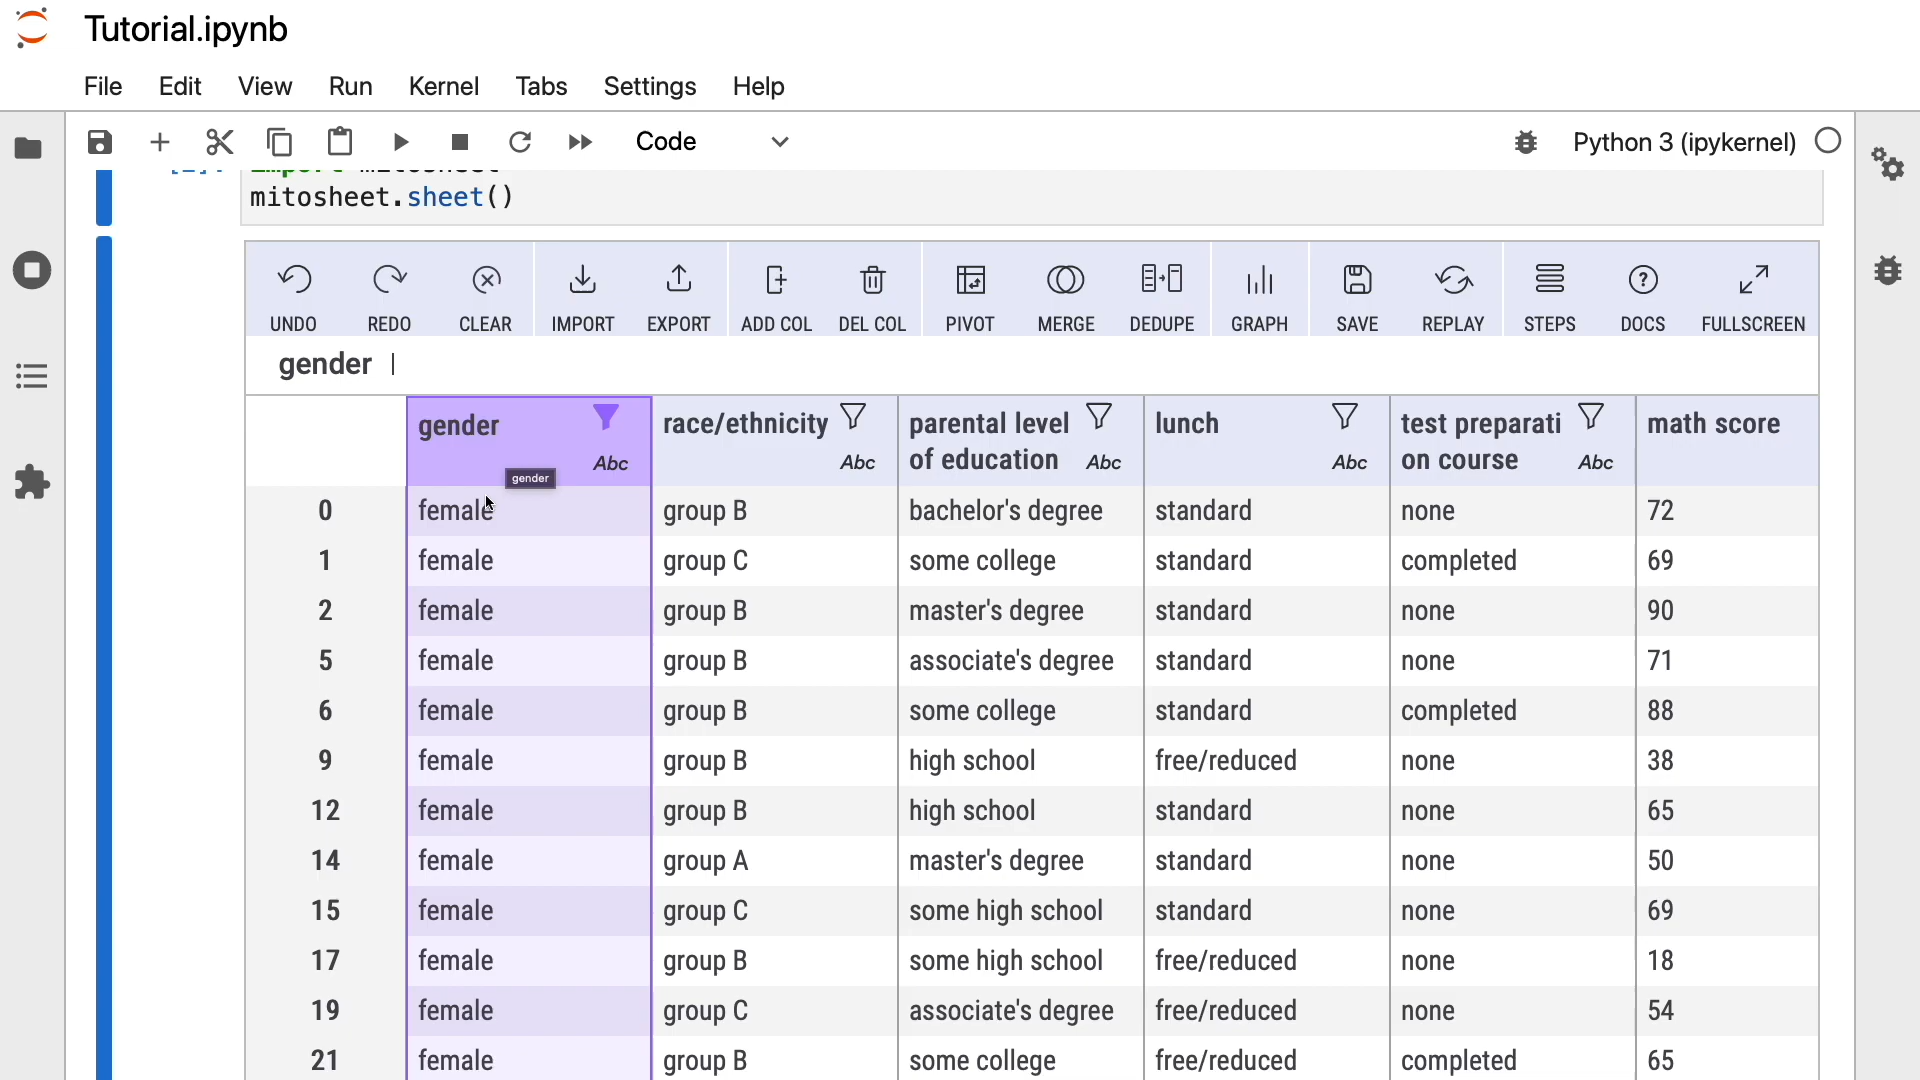 Tutorial.ipynb
File Edit View Run Kernel Tabs Settings Help
Code Python 3 (ipykernel)
mitosheet.sheet()
UNDO REDO CLEAR IMPORT EXPORT ADD COL DEL COL PIVOT MERGE DEDUPE GRAPH SAVE REPLAY STEPS DOCS FULLSCREEN
gender
gender race/ethnicity parental level lunch test preparati math score
of education on course
Abc Abc Abc Abc Abc
gender
0 female group B bachelor's degree standard none 72
1 female group C some college standard completed 69
2 female group B master's degree standard none 90
5 female group B associate's degree standard none 71
6 female group B some college standard completed 88
9 female group B high school free/reduced none 38
12 female group B high school standard none 65
14 female group A master's degree standard none 50
15 female group C some high school standard none 69
17 female group B some high school free/reduced none 18
19 female group C associate's degree free/reduced none 54
21 female group B some college free/reduced completed 65